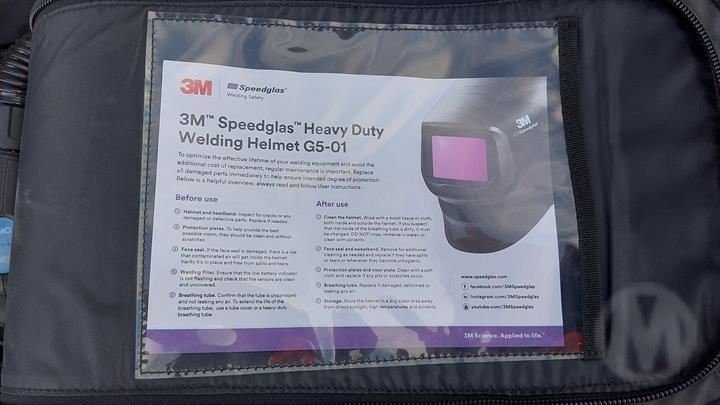 3M Speedglas™
Welding Safety
3M™ Speedglas™ Heavy Duty
Welding Helmet G5-01
To optimize the effective lifetime of your welding equipment and avoid the
additional cost of replacement, regular maintenance is important. Replace
all damaged parts immediately to help ensure intended degree of protection.
Below is a helpful overview; always read and follow User Instructions.
Before use
1 Helmet and headband. Inspect for cracks or any
damaged or defective parts. Replace if needed.
2 Protection plates. To help provide the best
possible vision, they should be clean and without
scratches.
3 Face seal. If the face seal is damaged, there is a risk
that contaminated air will get inside the helmet.
Verify it's in place and free from splits and tears.
4 Welding filter. Ensure that the low battery indicator
is not flashing and check that the sensors are clean
and uncovered.
5 Breathing tube. Confirm that the tube is undamaged
and not leaking any air. To extend the life of the
breathing tube, use a tube cover or a heavy-duty
breathing tube.
After use
1 Clean the helmet. Wipe with a moist tissue or cloth,
both inside and outside the helmet. If you suspect
that the inside of the breathing tube is dirty, it must
be changed. DO NOT rinse, immerse in water, or
clean with solvents.
2 Face seal and sweatband. Remove for additional
cleaning as needed and replace if they have splits
or tears or whenever they become unhygienic.
3 Protection plates and visor plate. Clean with a soft
cloth and replace if any pits or scratches occur.
4 Breathing tube. Replace if damaged, deformed or
leaking any air.
5 Storage. Store the helmet in a dry, clean area away
from direct sunlight, high temperatures and solvents.
3M
Speedglas
www.speedglas.com
facebook.com/3MSpeedglas
instagram.com/3MSpeedglas
youtube.com/3MSpeedglas
3M Science. Applied to life.™
M